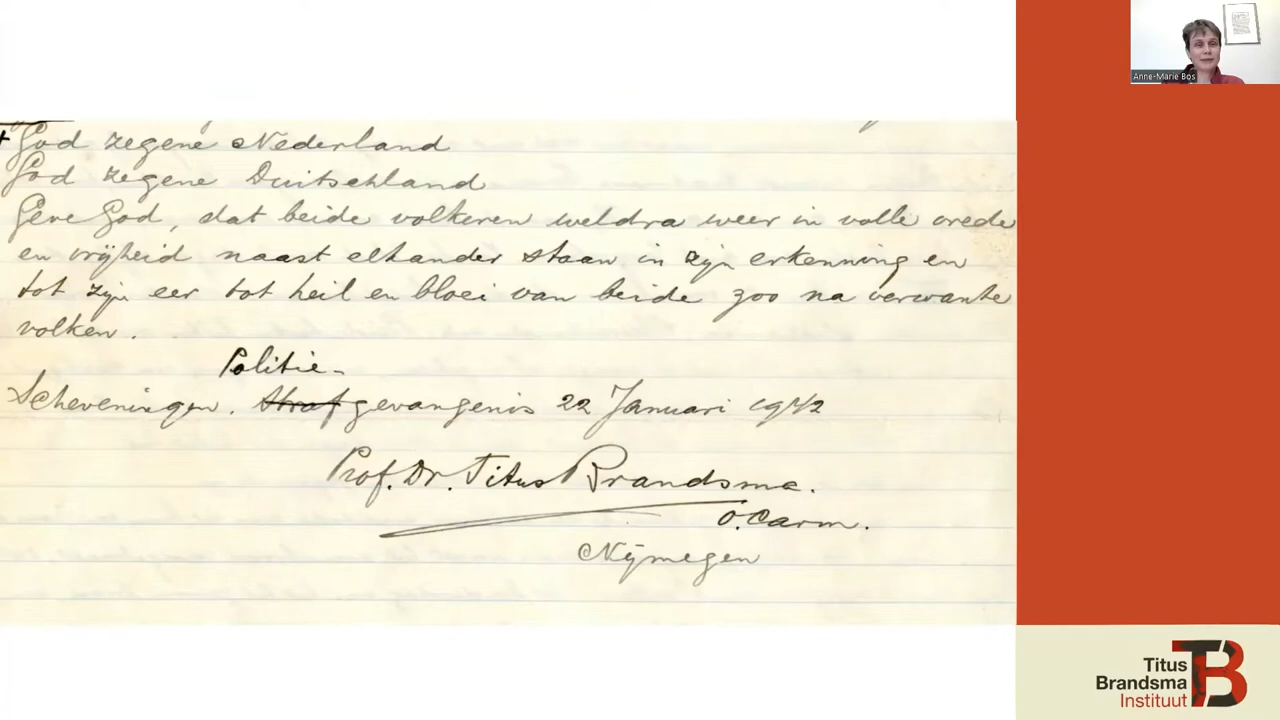 God zegene Nederland
God zegene Duitschland
Geve God, dat beide volkeren weldra weer in volle vrede
en vrijheid naast elkander staan in zijn erkenning en
tot zijn eer tot heil en bloei van beide zoo na verwante
volken.
Politie-
Scheveningen. Strafgevangenis 22 Januari 1942
Prof. Dr. Titus Brandsma.
O. Carm.
Nijmegen
Anne-Marie Bos
Titus
Brandsma
Instituut
TB